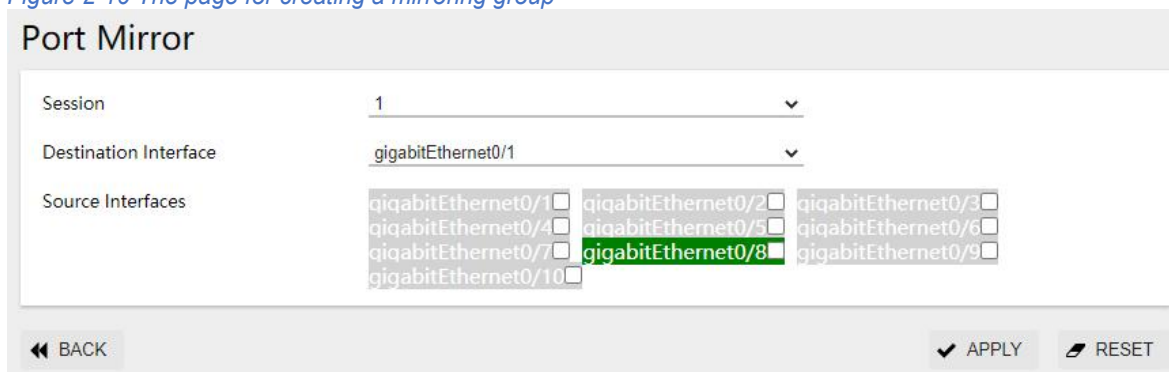 Figure 2-10 The page for creating a mirroring group
Port Mirror
Session 1
Destination Interface gigabitEthernet0/1
Source Interfaces gigabitEthernet0/1 gigabitEthernet0/2 gigabitEthernet0/3
gigabitEthernet0/4 gigabitEthernet0/5 gigabitEthernet0/6
gigabitEthernet0/7 gigabitEthernet0/8 gigabitEthernet0/9
gigabitEthernet0/10
BACK APPLY RESET